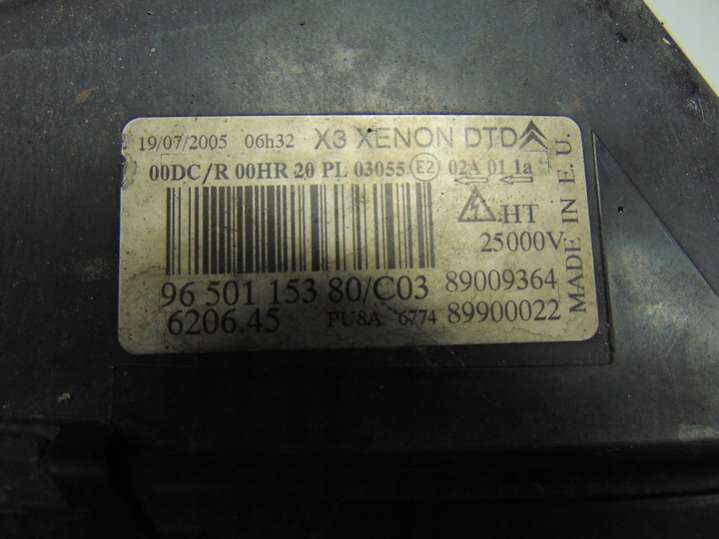 19/07/2005 06h32 X3 XENON DTD
00DC/R 00HR 20 PL 03055 E2 02A 01 1a
HT
25000V
96 501 153 80/C03 89009364
6206.45 PU8A 6774 89900022
MADE IN E.U.